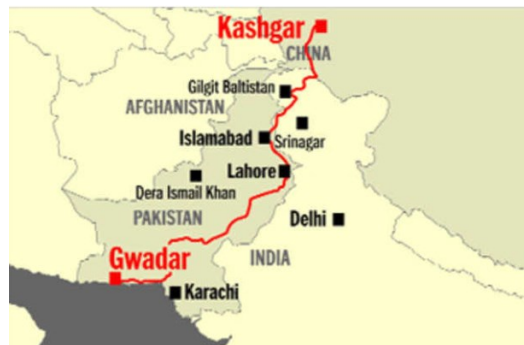 Kashgar
CHINA
Gilgit Baltistan
AFGHANISTAN
Islamabad
Srinagar
Lahore
Dera Ismail Khan
PAKISTAN
Delhi
Gwadar
INDIA
Karachi